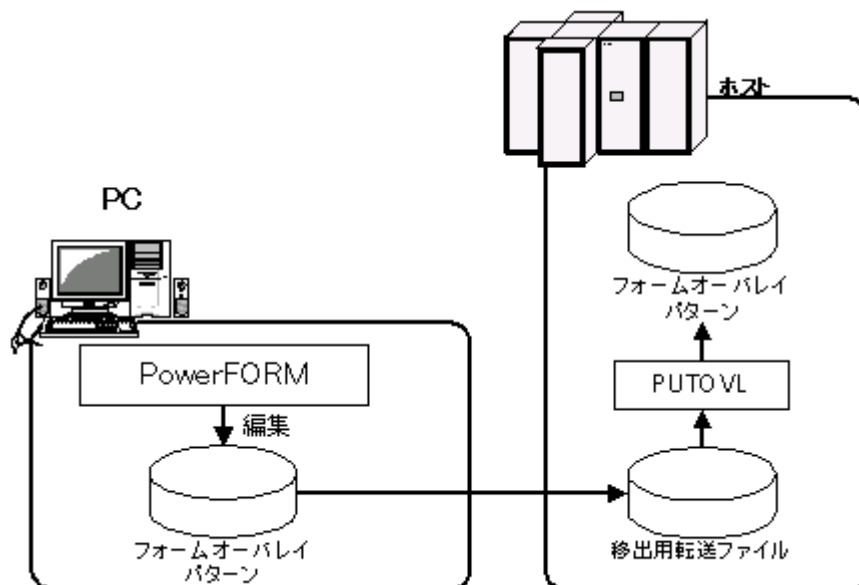 ホスト
PC
フォームオーバレイ
パターン
PowerFORM
PUTOVL
編集
フォームオーバレイ
パターン
移出用転送ファイル